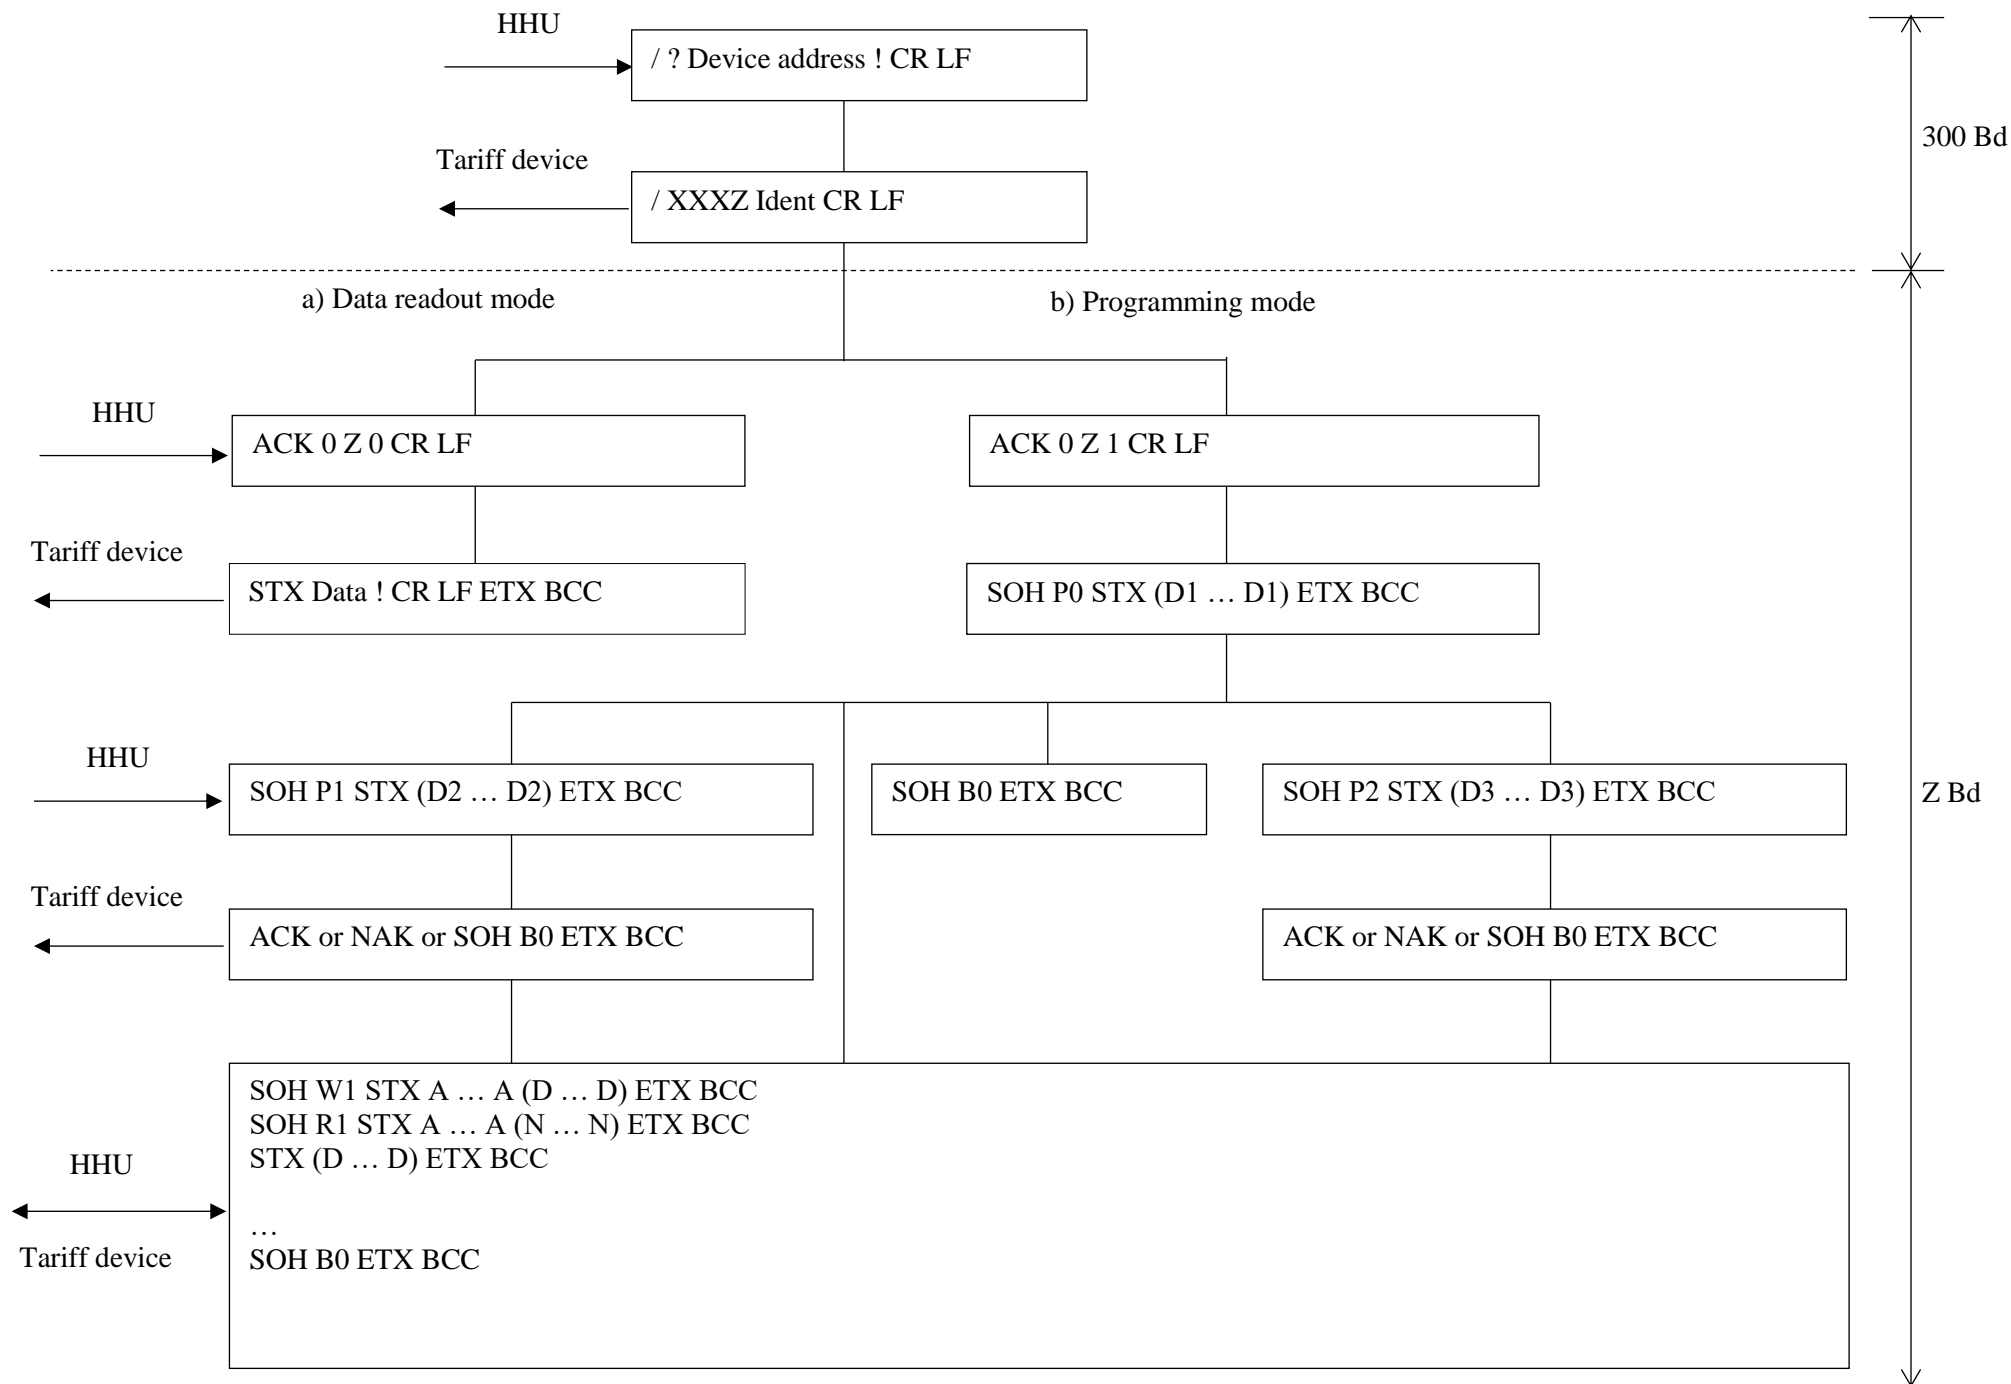 HHU
/ ? Device address ! CR LF
300 Bd
Tariff device
/ XXXZ Ident CR LF
a) Data readout mode
b) Programming mode
HHU
ACK 0 Z 0 CR LF
ACK 0 Z 1 CR LF
Tariff device
STX Data ! CR LF ETX BCC
SOH P0 STX (D1 … D1) ETX BCC
HHU
SOH P1 STX (D2 … D2) ETX BCC
SOH B0 ETX BCC
SOH P2 STX (D3 … D3) ETX BCC
Z Bd
Tariff device
ACK or NAK or SOH B0 ETX BCC
ACK or NAK or SOH B0 ETX BCC
SOH W1 STX A … A (D … D) ETX BCC
SOH R1 STX A … A (N … N) ETX BCC
STX (D … D) ETX BCC
HHU
…
Tariff device
SOH B0 ETX BCC